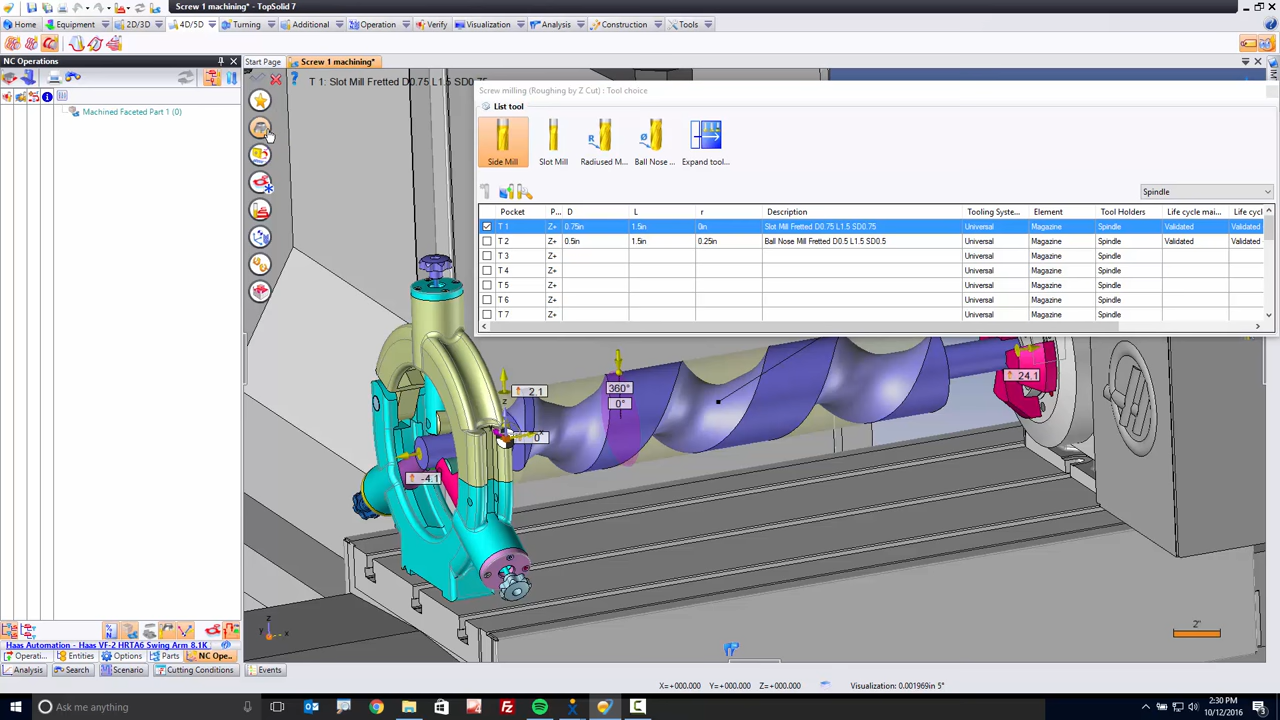 Screw 1 machining* - TopSolid 7
Home Equipment 2D/3D 4D/5D Turning Additional Operation Verify Visualization Analysis Construction Tools
NC Operations
Start Page Screw 1 machining*
T 1: Slot Mill Fretted D0.75 L1.5 SD0.75
Machined Faceted Part 1 (0)
Screw milling (Roughing by Z Cut) : Tool choice
List tool
Side Mill Slot Mill Radiused M... Ball Nose ... Expand tool...
Spindle
Pocket P... D L r Description Tooling Syste... Element Tool Holders Life cycle mai... Life cycl
T 1 Z+ 0.75in 1.5in 0in Slot Mill Fretted D0.75 L1.5 SD0.75 Universal Magazine Spindle Validated Validated
T 2 Z+ 0.5in 1.5in 0.25in Ball Nose Mill Fretted D0.5 L1.5 SD0.5 Universal Magazine Spindle Validated Validated
T 3 Z+ Universal Magazine Spindle
T 4 Z+ Universal Magazine Spindle
T 5 Z+ Universal Magazine Spindle
T 6 Z+ Universal Magazine Spindle
T 7 Z+ Universal Magazine Spindle
24.1
2.1
360°
0°
z
0°
x
-4.1
z
y x
2"
Haas Automation - Haas VF-2 HRTA6 Swing Arm 8.1K
Operati... Entities Options Parts NC Ope...
Analysis Search Scenario Cutting Conditions Events
X=+000.000 Y=+000.000 Z=+000.000 Visualization: 0.001969in 5°
Ask me anything
2:30 PM
10/12/2016